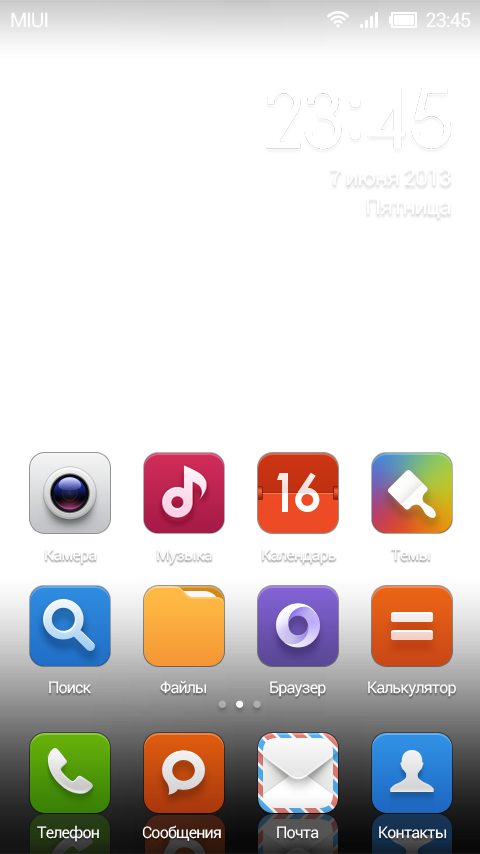 MIUI 23:45
23:45
7 июня 2013
Пятница
16
Камера Музыка Календарь Темы
Поиск Файлы Браузер Калькулятор
Телефон Сообщения Почта Контакты